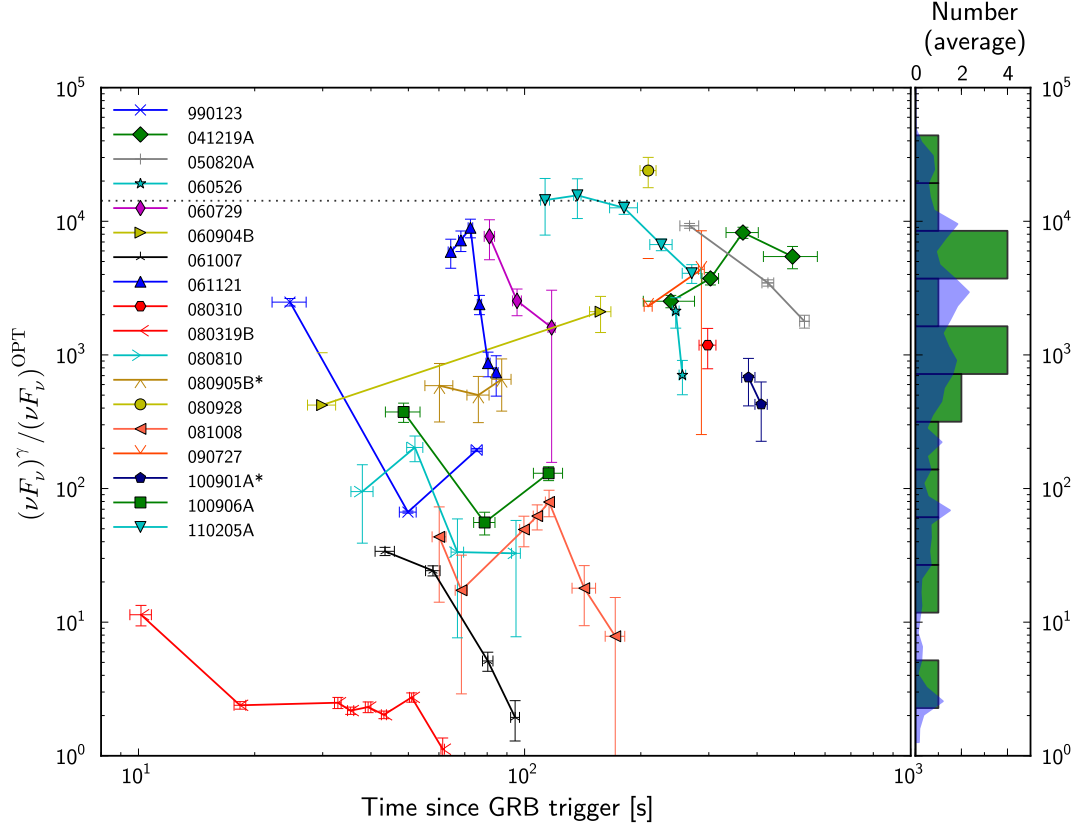 Number
(average)
0 2 4
10^5 10^5
990123
041219A
050820A
060526
060729
060904B
061007
061121
080310
080319B
080810
080905B*
080928
081008
090727
100901A*
100906A
110205A
10^4 10^4
10^3 10^3
10^2 10^2
10^1 10^1
10^0 10^0
(νF_ν)^γ/(νF_ν)^OPT
10^1 10^2 10^3
Time since GRB trigger [s]